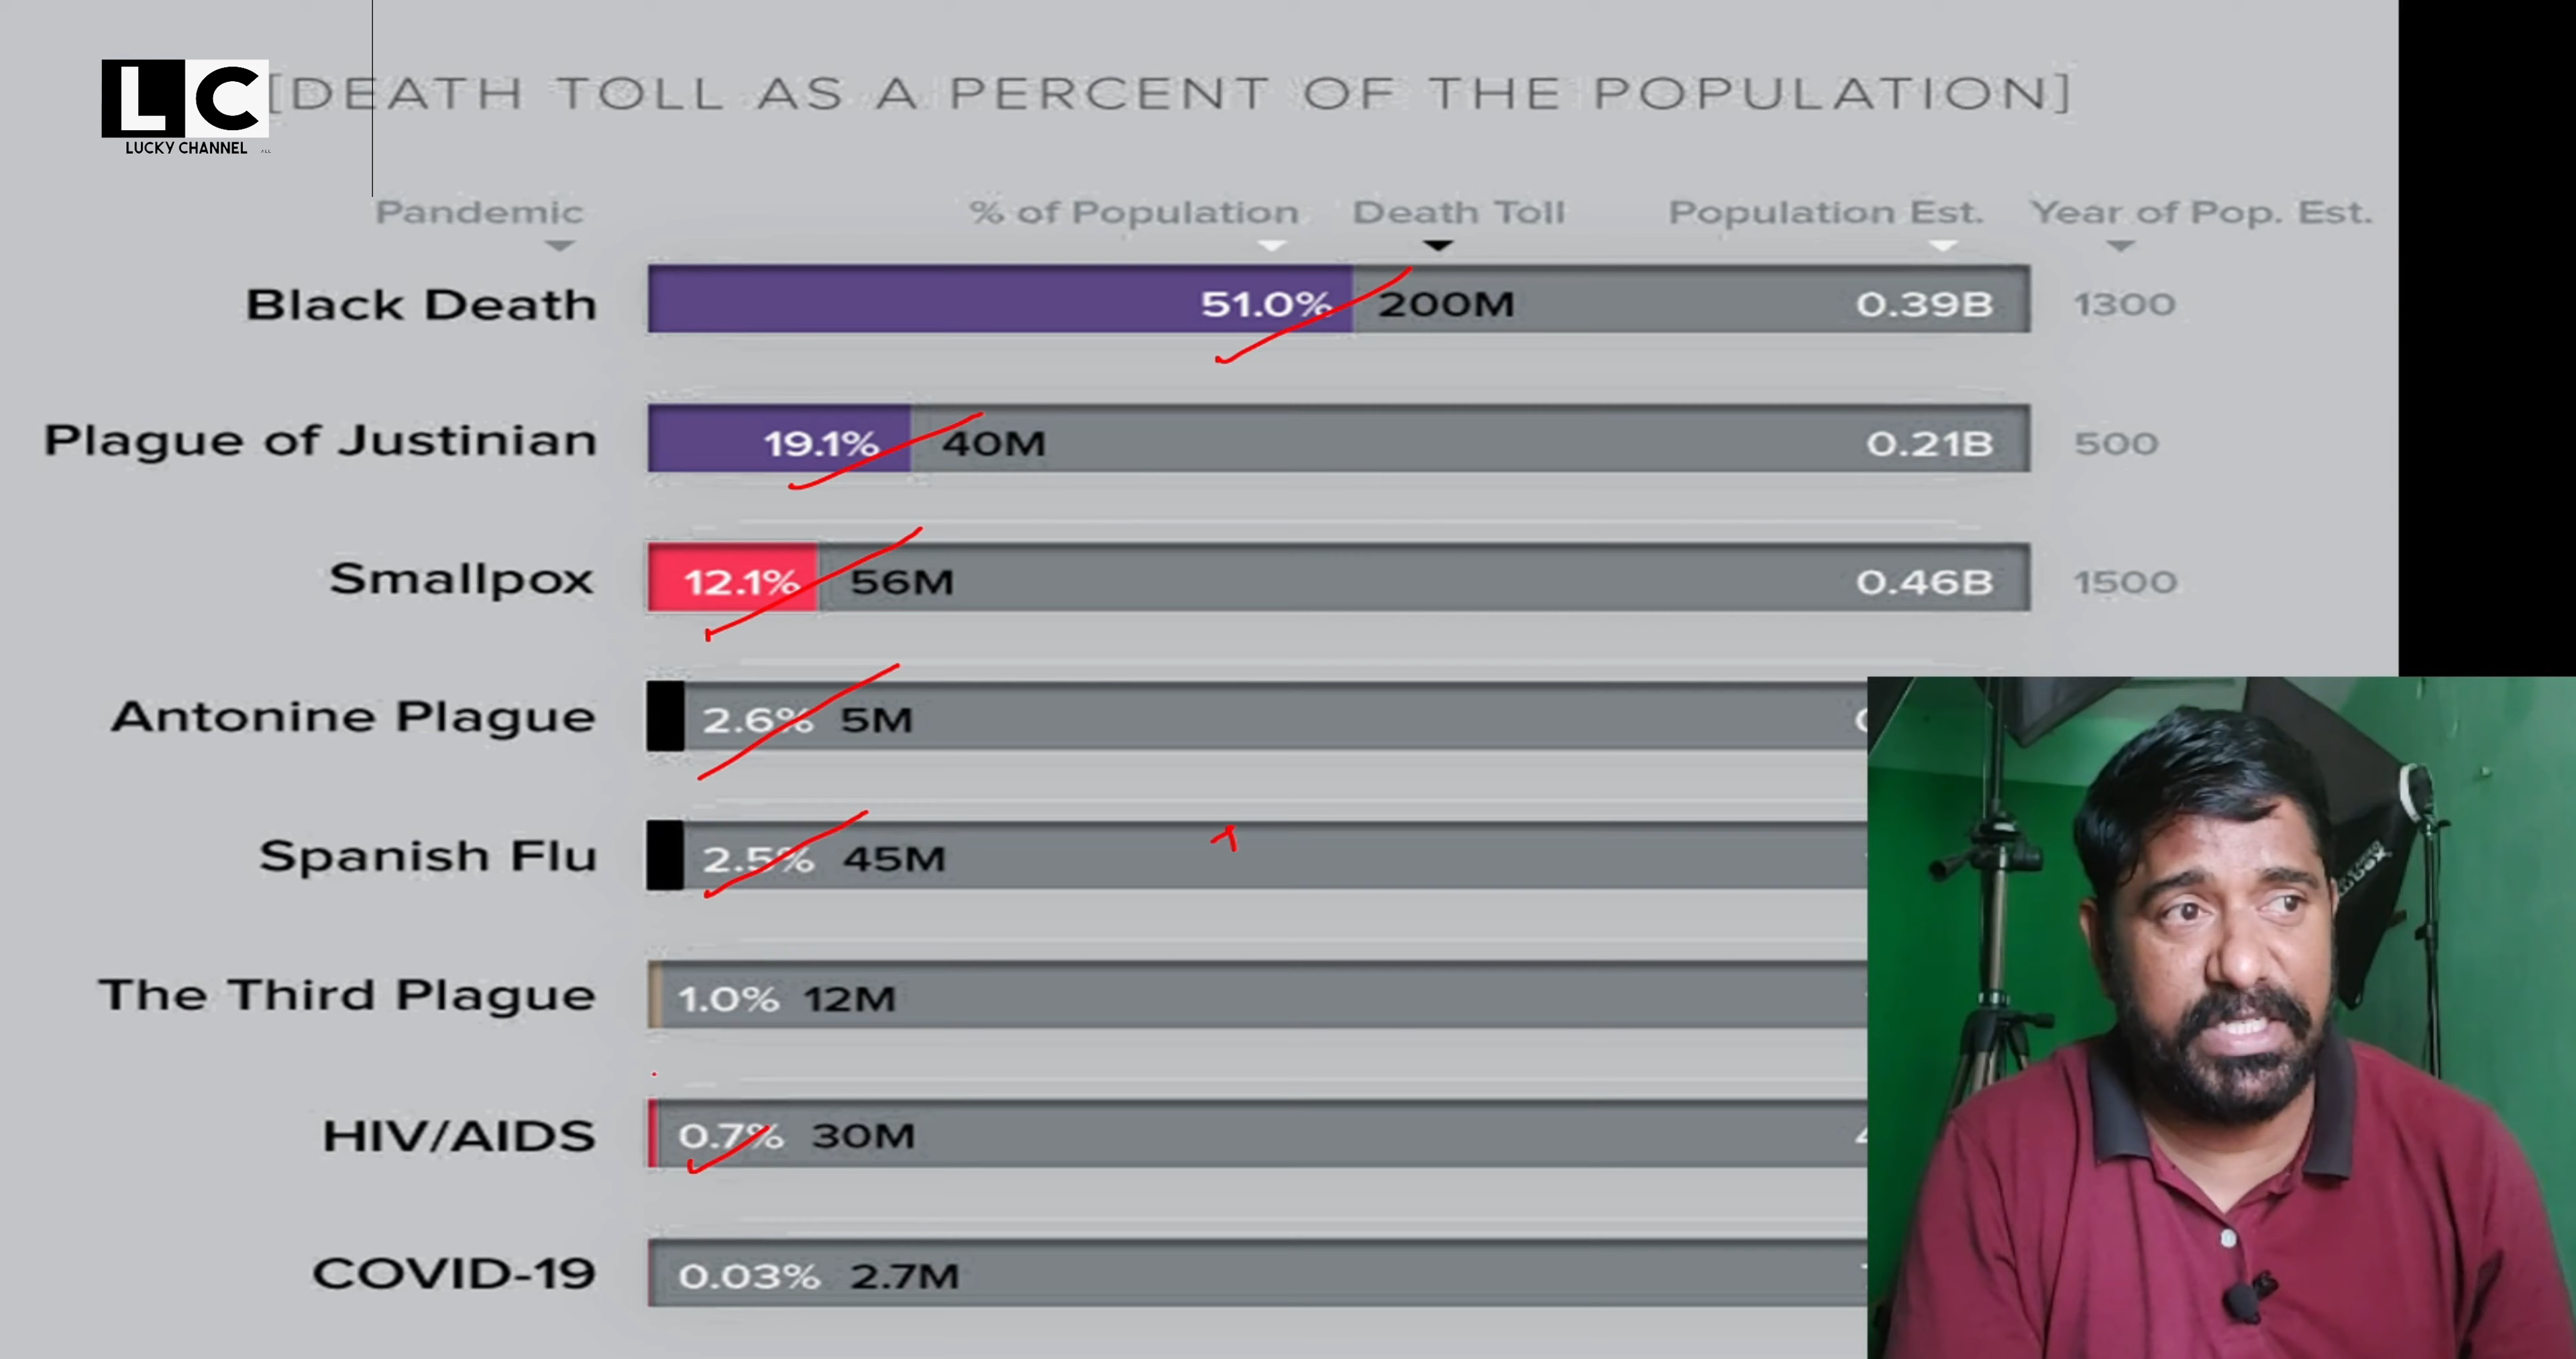 LC
LUCKY CHANNEL
[DEATH TOLL AS A PERCENT OF THE POPULATION]
Pandemic % of Population Death Toll Population Est. Year of Pop. Est.
Black Death 51.0% 200M 0.39B 1300
Plague of Justinian 19.1% 40M 0.21B 500
Smallpox 12.1% 56M 0.46B 1500
Antonine Plague 2.6% 5M
Spanish Flu 2.5% 45M
The Third Plague 1.0% 12M
HIV/AIDS 0.7% 30M
COVID-19 0.03% 2.7M